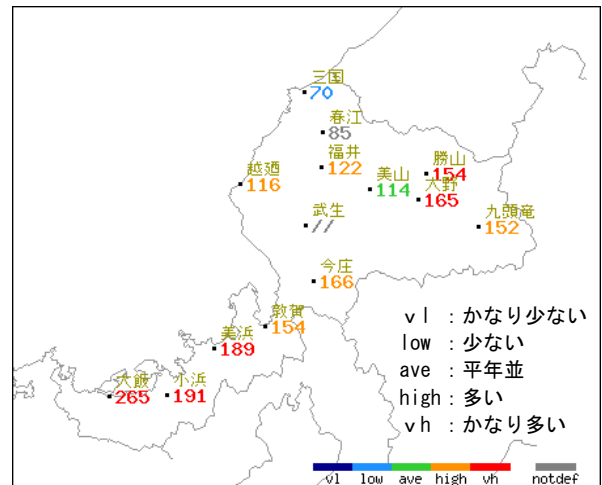 三国
70
春江
85
福井
122
越廼
116
美山
114
勝山
154
大野
165
九頭竜
152
武生
//
今庄
166
敦賀
154
美浜
189
大飯
265
小浜
191
ｖｌ：かなり少ない
low：少ない
ave：平年並
high：多い
ｖｈ：かなり多い
vl low ave high vh notdef